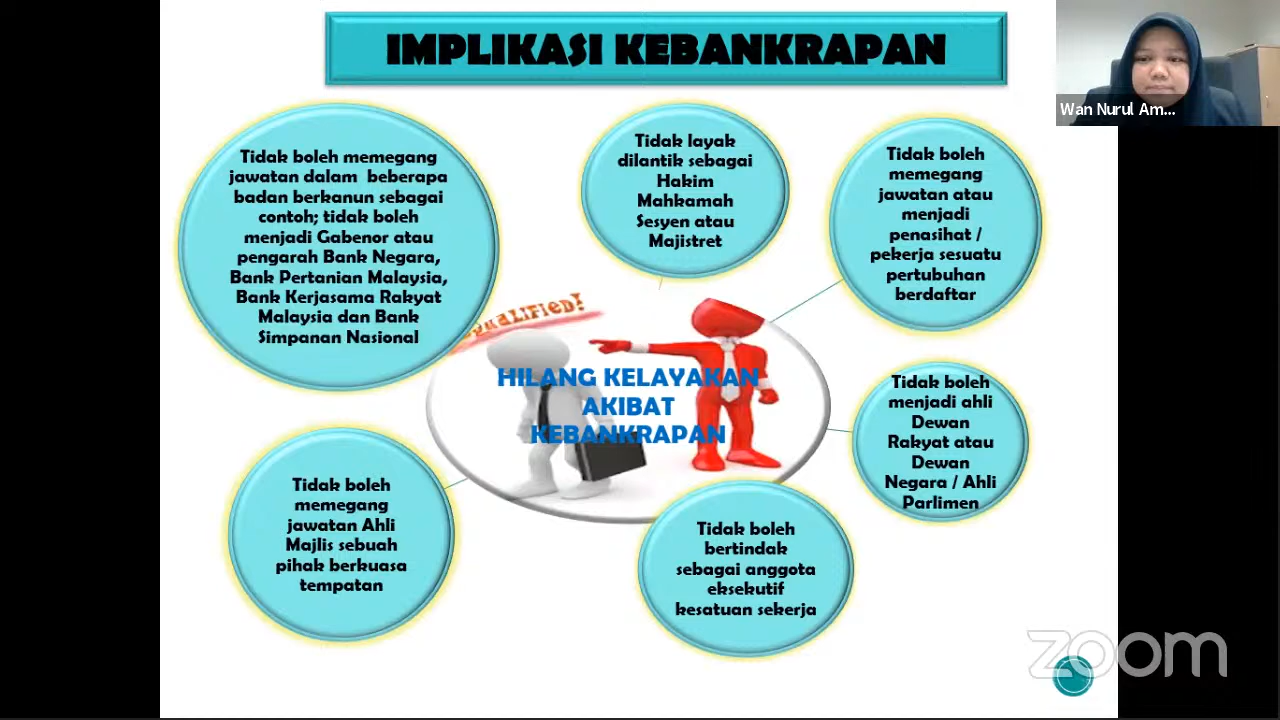 IMPLIKASI KEBANKRAPAN
Wan Nurul Am...
Tidak boleh memegang
jawatan dalam beberapa
badan berkanun sebagai
contoh; tidak boleh
menjadi Gabenor atau
pengarah Bank Negara,
Bank Pertanian Malaysia,
Bank Kerjasama Rakyat
Malaysia dan Bank
Simpanan Nasional
Tidak layak
dilantik sebagai
Hakim
Mahkamah
Sesyen atau
Majistret
Tidak boleh
memegang
jawatan atau
menjadi
penasihat /
pekerja sesuatu
pertubuhan
berdaftar
HILANG KELAYAKAN
AKIBAT
KEBANKRAPAN
Tidak boleh
menjadi ahli
Dewan
Rakyat atau
Dewan
Negara / Ahli
Parlimen
Tidak boleh
memegang
jawatan Ahli
Majlis sebuah
pihak berkuasa
tempatan
Tidak boleh
bertindak
sebagai anggota
eksekutif
kesatuan sekerja
zoom